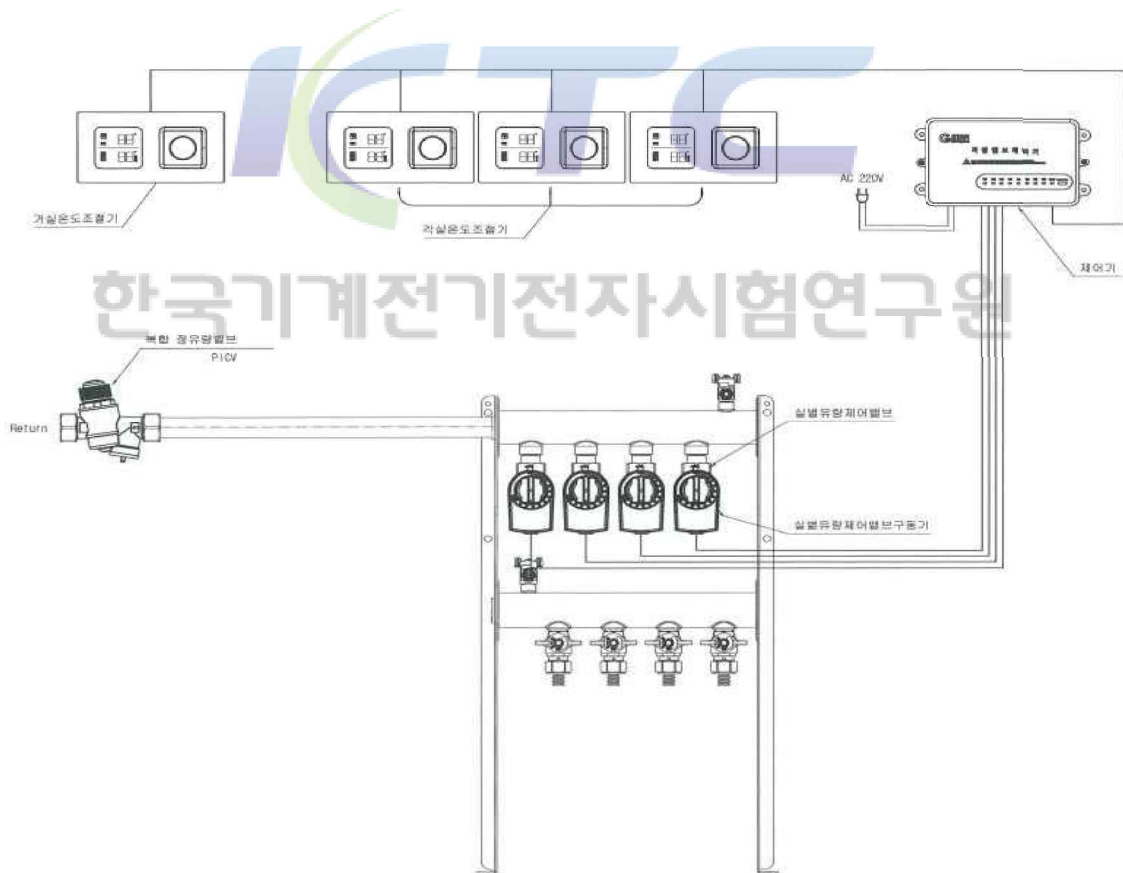 KTC
AC 220V
거실온도조절기
각실온도조절기
제어기
한국기계전기전자시험연구원
복합 정유량밸브
PICV
Return
실별유량제어밸브
실별유량제어밸브구동기